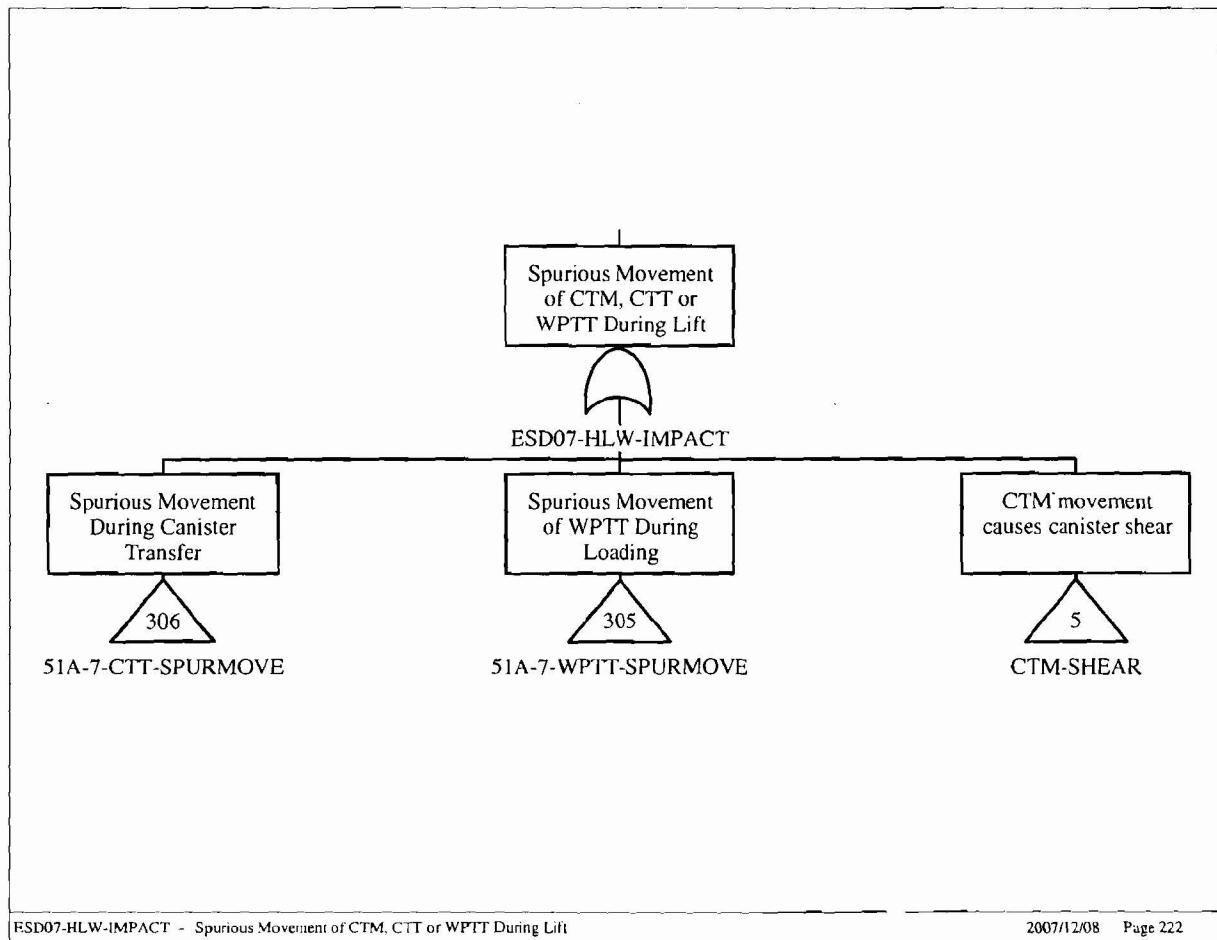 Spurious Movement
of CTM, CTT or
WPTT During Lift
ESD07-HLW-IMPACT
Spurious Movement
During Canister
Transfer
306
51A-7-CTT-SPURMOVE
Spurious Movement
of WPTT During
Loading
305
51A-7-WPTT-SPURMOVE
CTM movement
causes canister shear
5
CTM-SHEAR
ESD07-HLW-IMPACT - Spurious Movement of CTM, CTT or WPTT During Lift
2007/12/08 Page 222